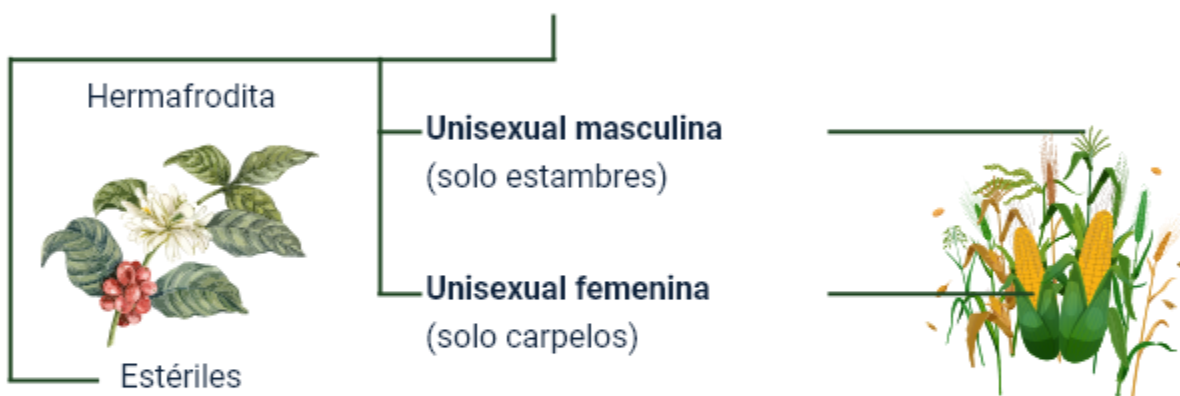 Hermafrodita
Unisexual masculina
(solo estambres)
Unisexual femenina
(solo carpelos)
Estériles